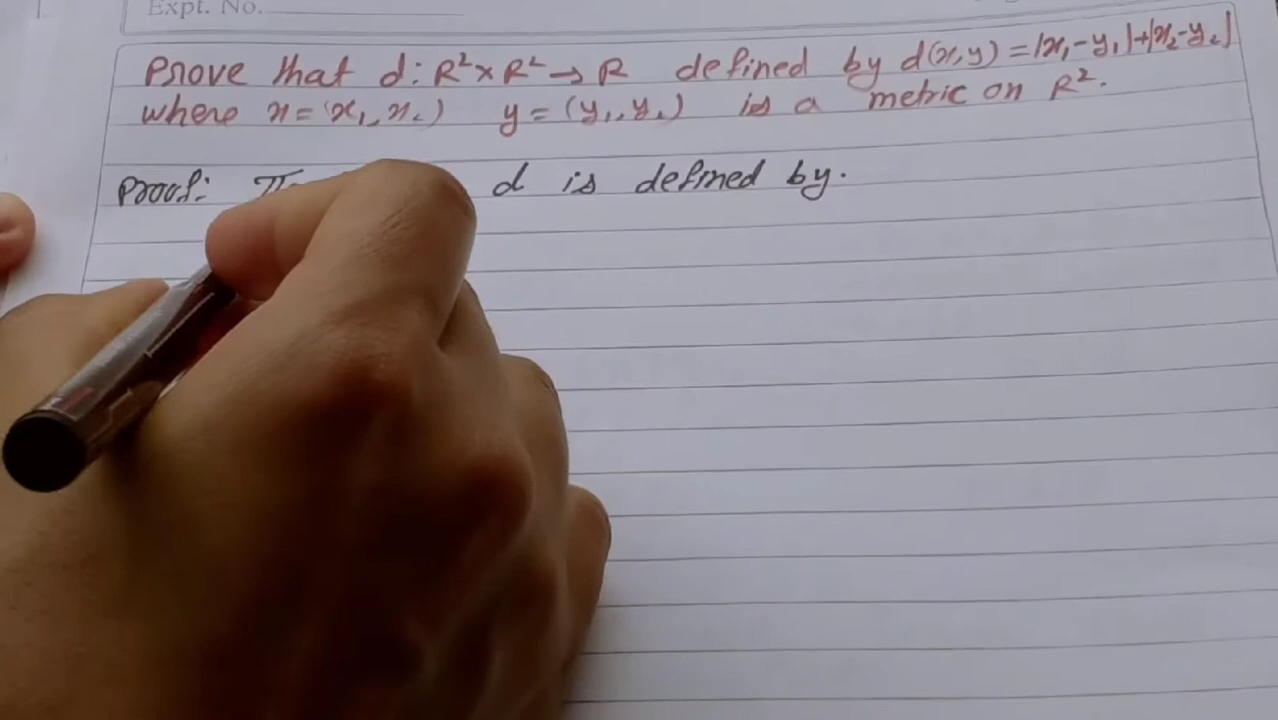 Expt. No.
Prove that d: R²×R² → R defined by d(x,y) = |x₁-y₁|+|x₂-y₂|
where x = (x₁, x₂) y = (y₁, y₂) is a metric on R².
Proof: d is defined by.